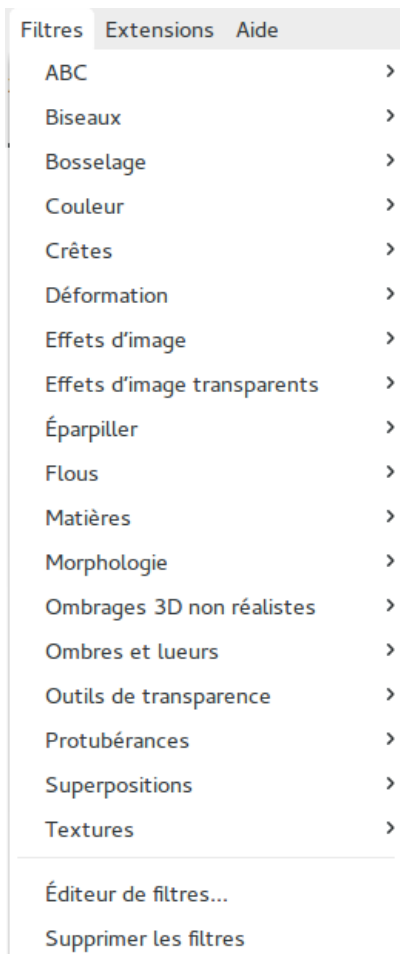 Filtres Extensions Aide
ABC
Biseaux
Bosselage
Couleur
Crêtes
Déformation
Effets d’image
Effets d’image transparents
Éparpiller
Flous
Matières
Morphologie
Ombrages 3D non réalistes
Ombres et lueurs
Outils de transparence
Protubérances
Superpositions
Textures
Éditeur de filtres...
Supprimer les filtres